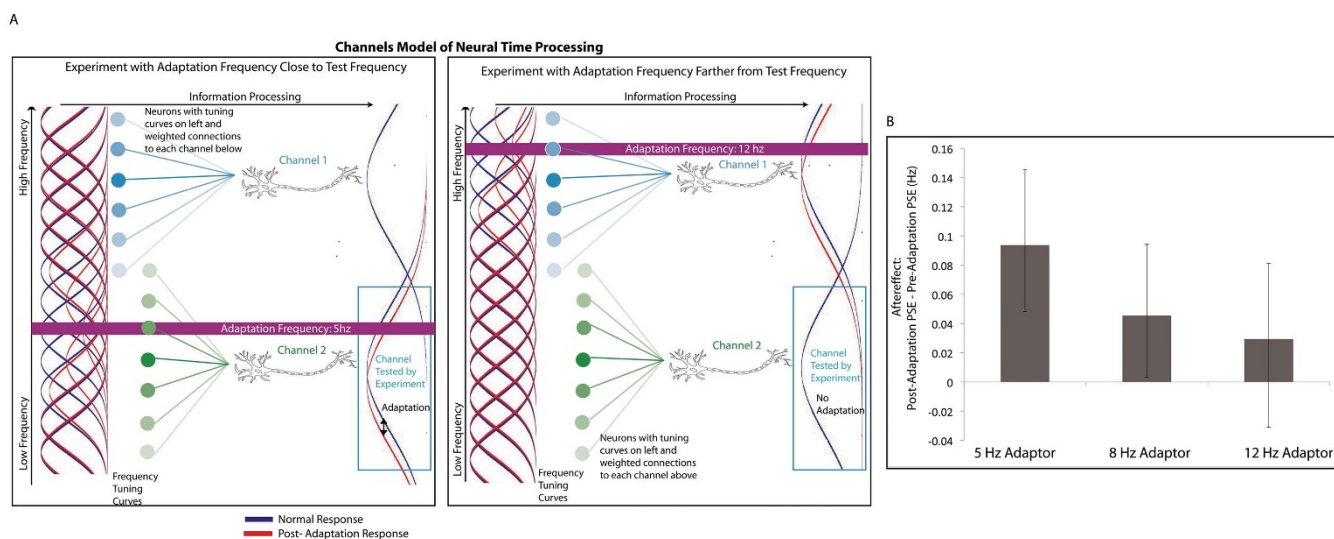 A
Channels Model of Neural Time Processing
Experiment with Adaptation Frequency Close to Test Frequency
Information Processing
High Frequency
Low Frequency
Neurons with tuning
curves on left and
weighted connections
to each channel below
Channel 1
Adaptation Frequency: 5hz
Channel 2
Channel
Tested by
Experiment
Adaptation
Frequency
Tuning
Curves
Experiment with Adaptation Frequency Farther from Test Frequency
Information Processing
High Frequency
Low Frequency
Adaptation Frequency: 12 hz
Channel 1
Channel 2
Channel
Tested by
Experiment
No
Adaptation
Neurons with tuning
curves on left and
weighted connections
to each channel above
Frequency
Tuning
Curves
Normal Response
Post- Adaptation Response
B
Aftereffect:
Post-Adaptation PSE - Pre-Adaptation PSE (Hz)
0.16
0.14
0.12
0.1
0.08
0.06
0.04
0.02
0
-0.02
-0.04
5 Hz Adaptor
8 Hz Adaptor
12 Hz Adaptor